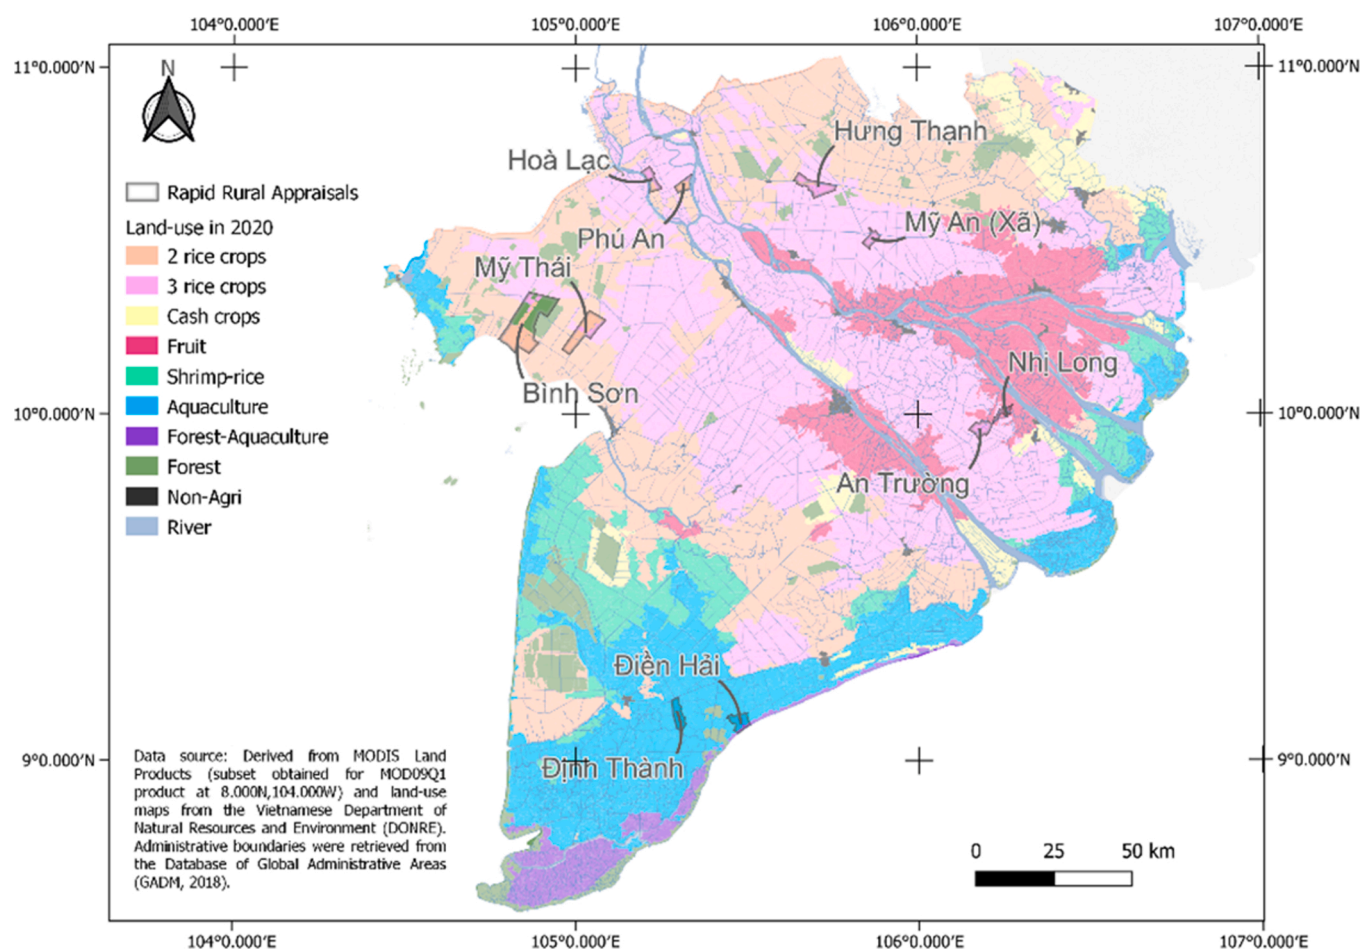 104°0.000′E 105°0.000′E 106°0.000′E 107°0.000′E
11°0.000′N 11°0.000′N
N
Hưng Thạnh
Hoà Lạc
Rapid Rural Appraisals
Mỹ An (Xã)
Land-use in 2020
Phú An
2 rice crops
Mỹ Thái
3 rice crops
Cash crops
Fruit
Nhị Long
Shrimp-rice
Bình Sơn
Aquaculture
10°0.000′N 10°0.000′N
Forest-Aquaculture
Forest
An Trường
Non-Agri
River
Điền Hải
Định Thành
9°0.000′N 9°0.000′N
Data source: Derived from MODIS Land
Products (subset obtained for MOD09Q1
product at 8.000N,104.000W) and land-use
maps from the Vietnamese Department of
Natural Resources and Environment (DONRE).
Administrative boundaries were retrieved from
the Database of Global Administrative Areas
(GADM, 2018).
0 25 50 km
104°0.000′E 105°0.000′E 106°0.000′E 107°0.000′E